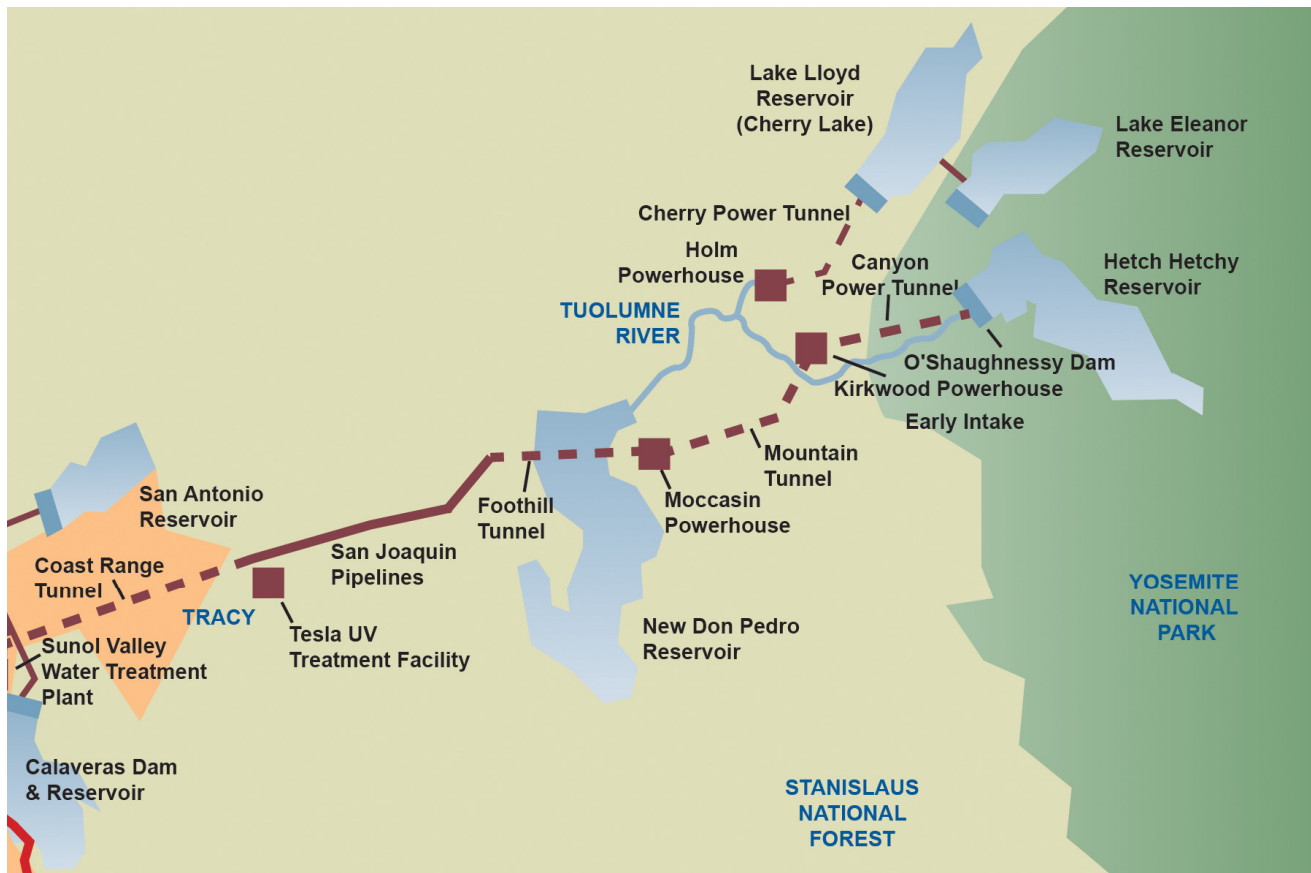 Lake Lloyd
Reservoir
(Cherry Lake)
Lake Eleanor
Reservoir
Cherry Power Tunnel
Holm
Powerhouse
Canyon
Power Tunnel
Hetch Hetchy
Reservoir
TUOLUMNE
RIVER
O'Shaughnessy Dam
Kirkwood Powerhouse
Early Intake
Mountain
Tunnel
Moccasin
Powerhouse
Foothill
Tunnel
San Antonio
Reservoir
San Joaquin
Pipelines
Coast Range
Tunnel
TRACY
Tesla UV
Treatment Facility
New Don Pedro
Reservoir
YOSEMITE
NATIONAL
PARK
Sunol Valley
Water Treatment
Plant
Calaveras Dam
& Reservoir
STANISLAUS
NATIONAL
FOREST